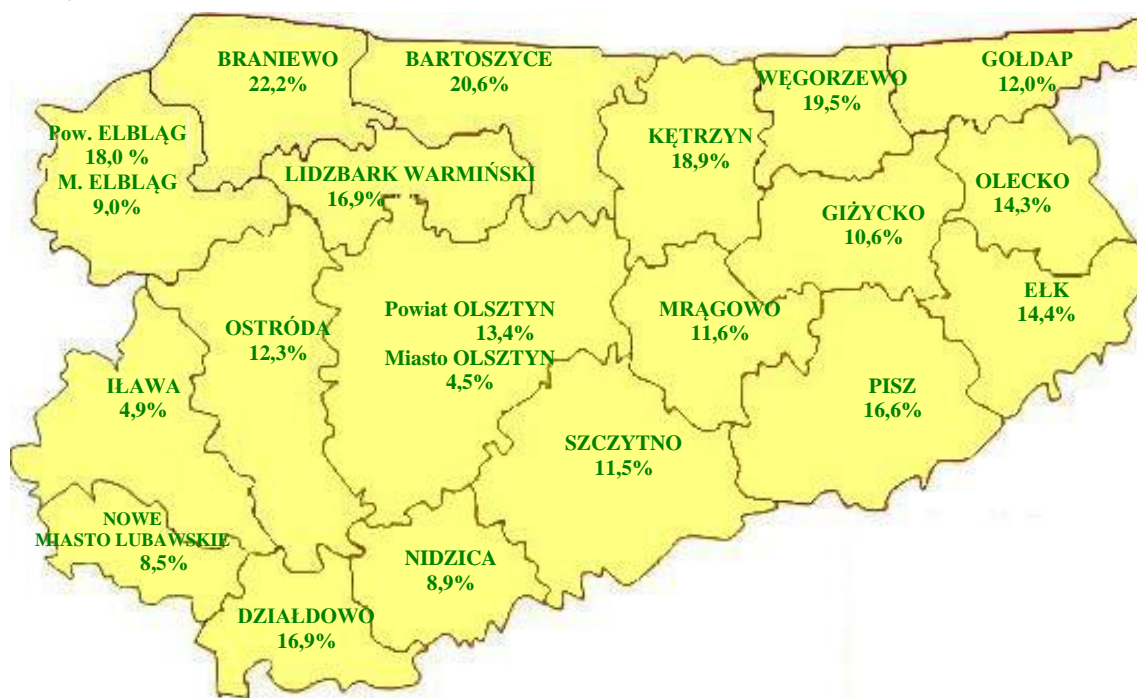 BRANIEWO
22,2%
BARTOSZYCE
20,6%
WĘGORZEWO
19,5%
GOŁDAP
12,0%
Pow. ELBLĄG
18,0 %
M. ELBLĄG
9,0%
LIDZBARK WARMIŃSKI
16,9%
KĘTRZYN
18,9%
OLECKO
14,3%
GIŻYCKO
10,6%
EŁK
14,4%
OSTRÓDA
12,3%
Powiat OLSZTYN
13,4%
Miasto OLSZTYN
4,5%
MRĄGOWO
11,6%
IŁAWA
4,9%
PISZ
16,6%
SZCZYTNO
11,5%
NOWE
MIASTO LUBAWSKIE
8,5%
NIDZICA
8,9%
DZIAŁDOWO
16,9%